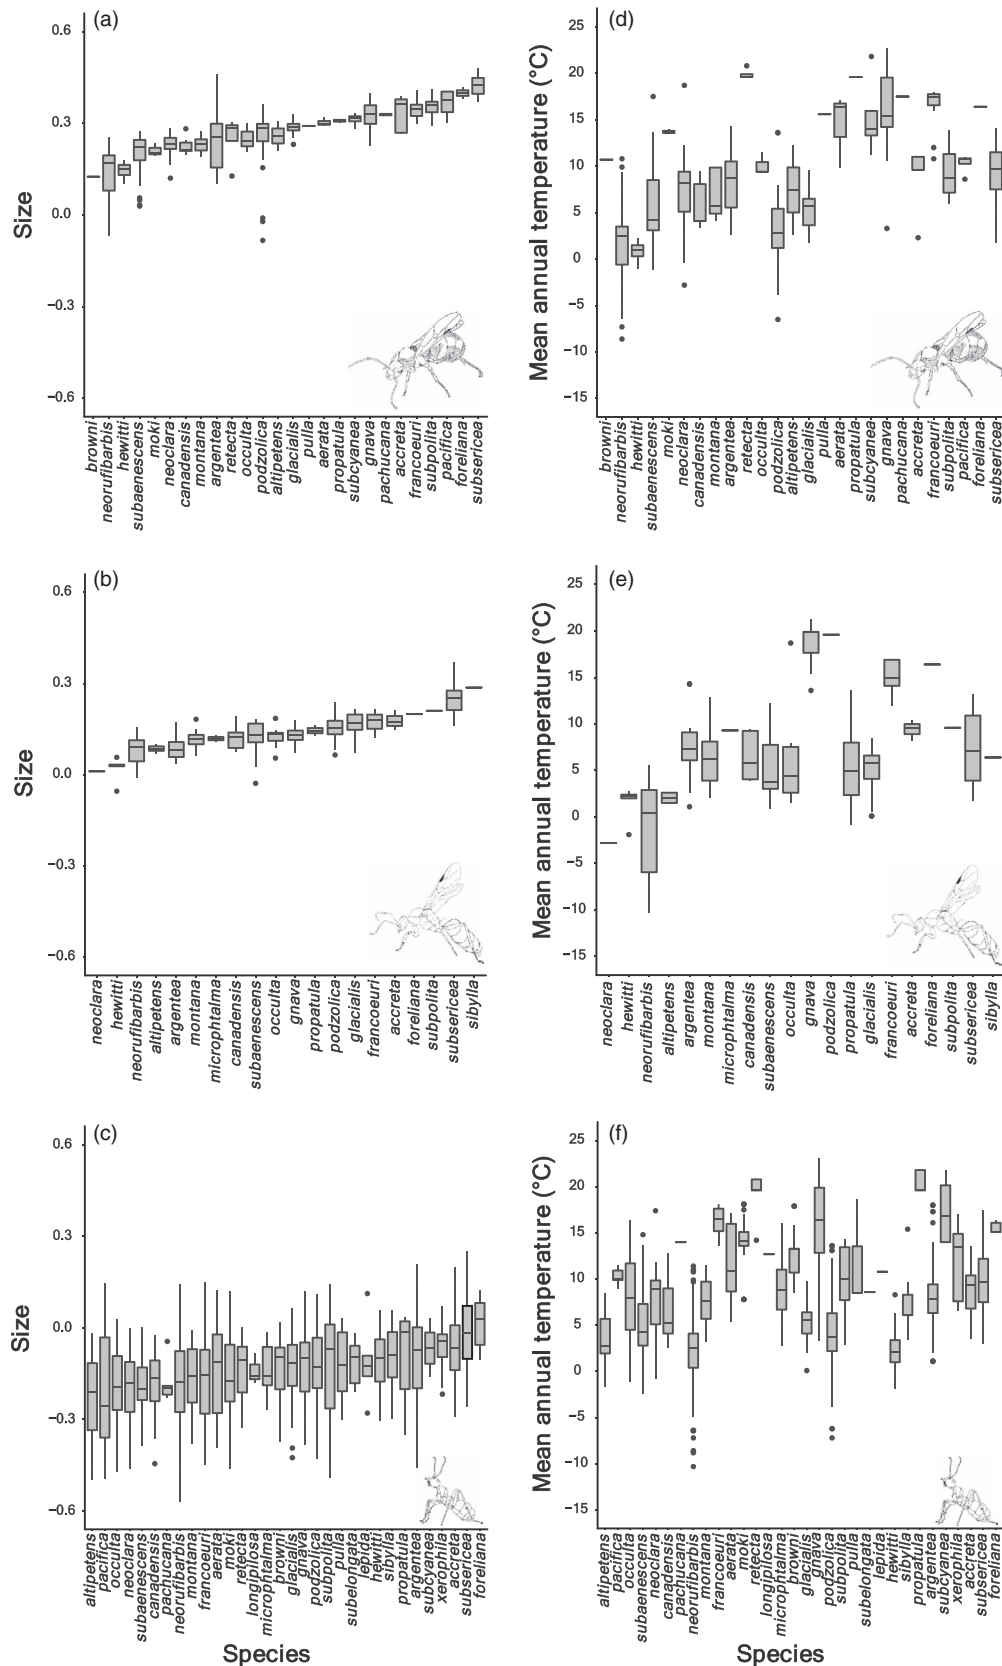 (a)
Size
0.6
0.3
0.0
−0.3
−0.6
browni
neorufibarbis
hewitti
subaenescens
moki
neoclara
canadensis
montana
argentea
retecta
occulta
podzolica
altipetens
glacialis
pulla
aerata
propatula
subcyanea
gnava
pachucana
accreta
francoeuri
subpolita
pacifica
foreliana
subsericea
(d)
Mean annual temperature (°C)
25
20
15
10
5
0
−5
−10
−15
browni
neorufibarbis
hewitti
subaenescens
moki
neoclara
canadensis
montana
argentea
retecta
occulta
podzolica
altipetens
glacialis
pulla
aerata
propatula
subcyanea
gnava
pachucana
accreta
francoeuri
subpolita
pacifica
foreliana
subsericea
(b)
Size
0.6
0.3
0.0
−0.3
−0.6
neoclara
hewitti
neorufibarbis
altipetens
argentea
montana
microphtalma
canadensis
subaenescens
occulta
gnava
propatula
podzolica
glacialis
francoeuri
accreta
foreliana
subpolita
subsericea
sibylla
(e)
Mean annual temperature (°C)
25
20
15
10
5
0
−5
−10
−15
neoclara
hewitti
neorufibarbis
altipetens
argentea
montana
microphtalma
canadensis
subaenescens
occulta
gnava
podzolica
propatula
glacialis
francoeuri
accreta
foreliana
subpolita
subsericea
sibylla
(c)
Size
0.6
0.3
0.0
−0.3
−0.6
altipetens
pacifica
occulta
neoclara
subaenescens
canadensis
pachucana
neorufibarbis
montana
francoeuri
aerata
moki
retecta
longipilosa
microphtalma
browni
glacialis
gnava
podzolica
subpolita
pulla
subelongata
lepida
hewitti
sibylla
propatula
argentea
subcyanea
xerophila
accreta
subsericea
foreliana
Species
(f)
Mean annual temperature (°C)
25
20
15
10
5
0
−5
−10
−15
altipetens
pacifica
occulta
subaenescens
neoclara
canadensis
pachucana
neorufibarbis
montana
francoeuri
aerata
moki
retecta
longipilosa
microphtalma
browni
glacialis
gnava
podzolica
subpolita
pulla
subelongata
lepida
hewitti
sibylla
propatula
argentea
subcyanea
xerophila
accreta
subsericea
foreliana
Species